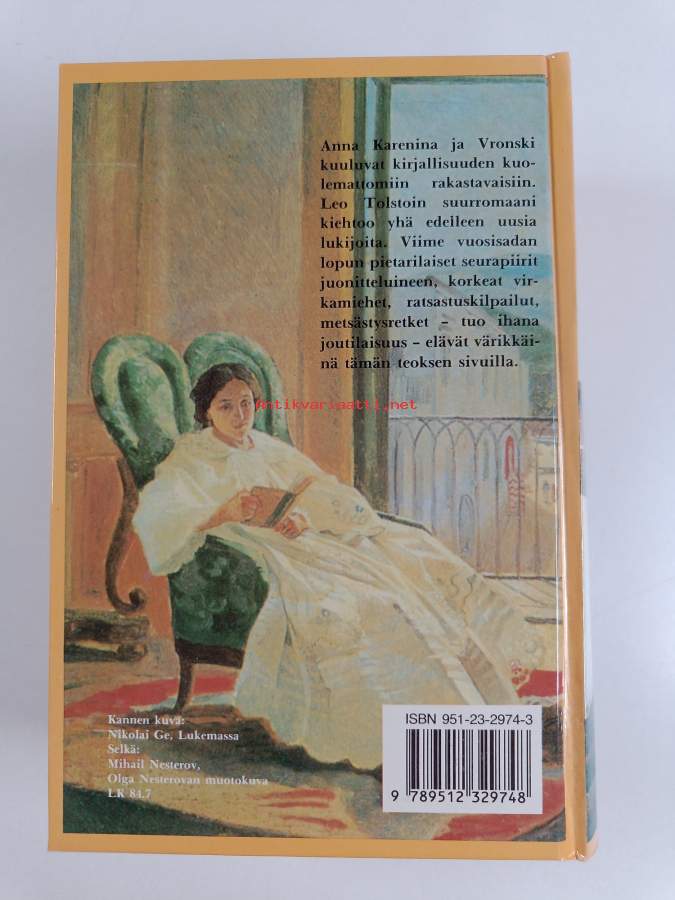 Anna Karenina ja Vronski
kuuluvat kirjallisuuden kuo-
lemattomiin rakastavaisiin.
Leo Tolstoin suurromaani
kiehtoo yhä edelleen uusia
lukijoita. Viime vuosisadan
lopun pietarilaiset seurapiirit
juonitteluineen, korkeat vir-
kamiehet, ratsastuskilpailut,
metsästysretket – tuo ihana
joutilaisuus – elävät värikkäi-
nä tämän teoksen sivuilla.
Antikvariaatti.net
Kannen kuva:
Nikolai Ge, Lukemassa
Selkä:
Mihail Nesterov,
Olga Nesterovan muotokuva
LK 84.7
ISBN 951-23-2974-3
9 789512 329748